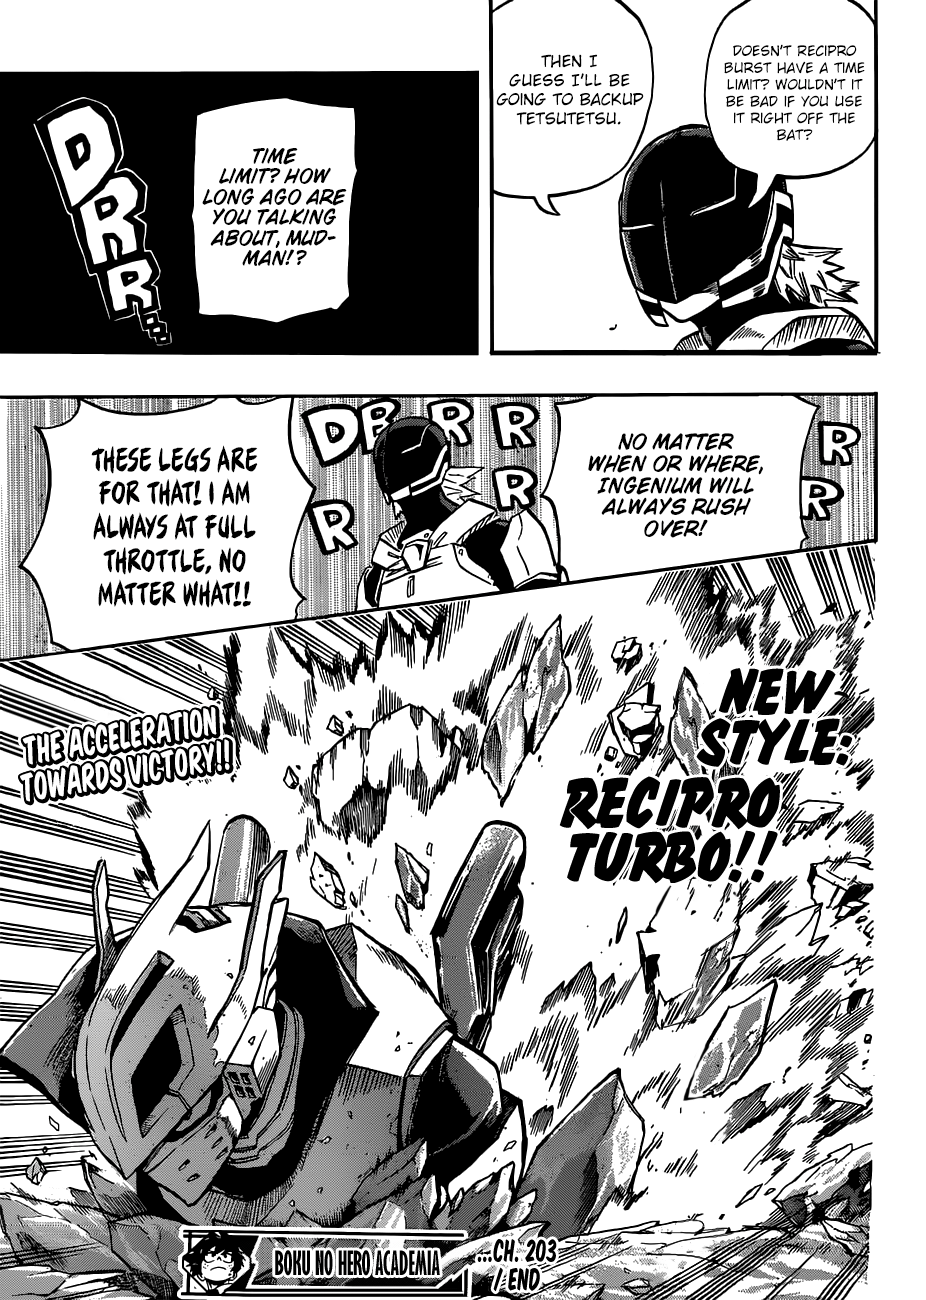 DOESN'T RECIPRO
BURST HAVE A TIME
LIMIT? WOULDN'T IT
BE BAD IF YOU USE
IT RIGHT OFF THE
BAT?
THEN I
GUESS I'LL BE
GOING TO BACKUP
TETSUTETSU.
TIME
LIMIT? HOW
LONG AGO ARE
YOU TALKING
ABOUT, MUD-
MAN!?
DRRR...
R
R
NO MATTER
WHEN OR WHERE,
INGENIUM WILL
ALWAYS RUSH
OVER!
DRRR
R
R
THESE LEGS ARE
FOR THAT! I AM
ALWAYS AT FULL
THROTTLE, NO
MATTER WHAT!!
NEW
STYLE:
RECIPRO
TURBO!!
THE ACCELERATION
TOWARDS VICTORY!!
BOKU NO HERO ACADEMIA
...CH. 203
/ END